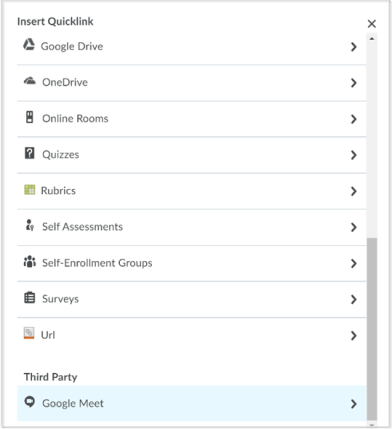 Insert Quicklink
Google Drive
OneDrive
Online Rooms
Quizzes
Rubrics
Self Assessments
Self-Enrollment Groups
Surveys
Url
Third Party
Google Meet